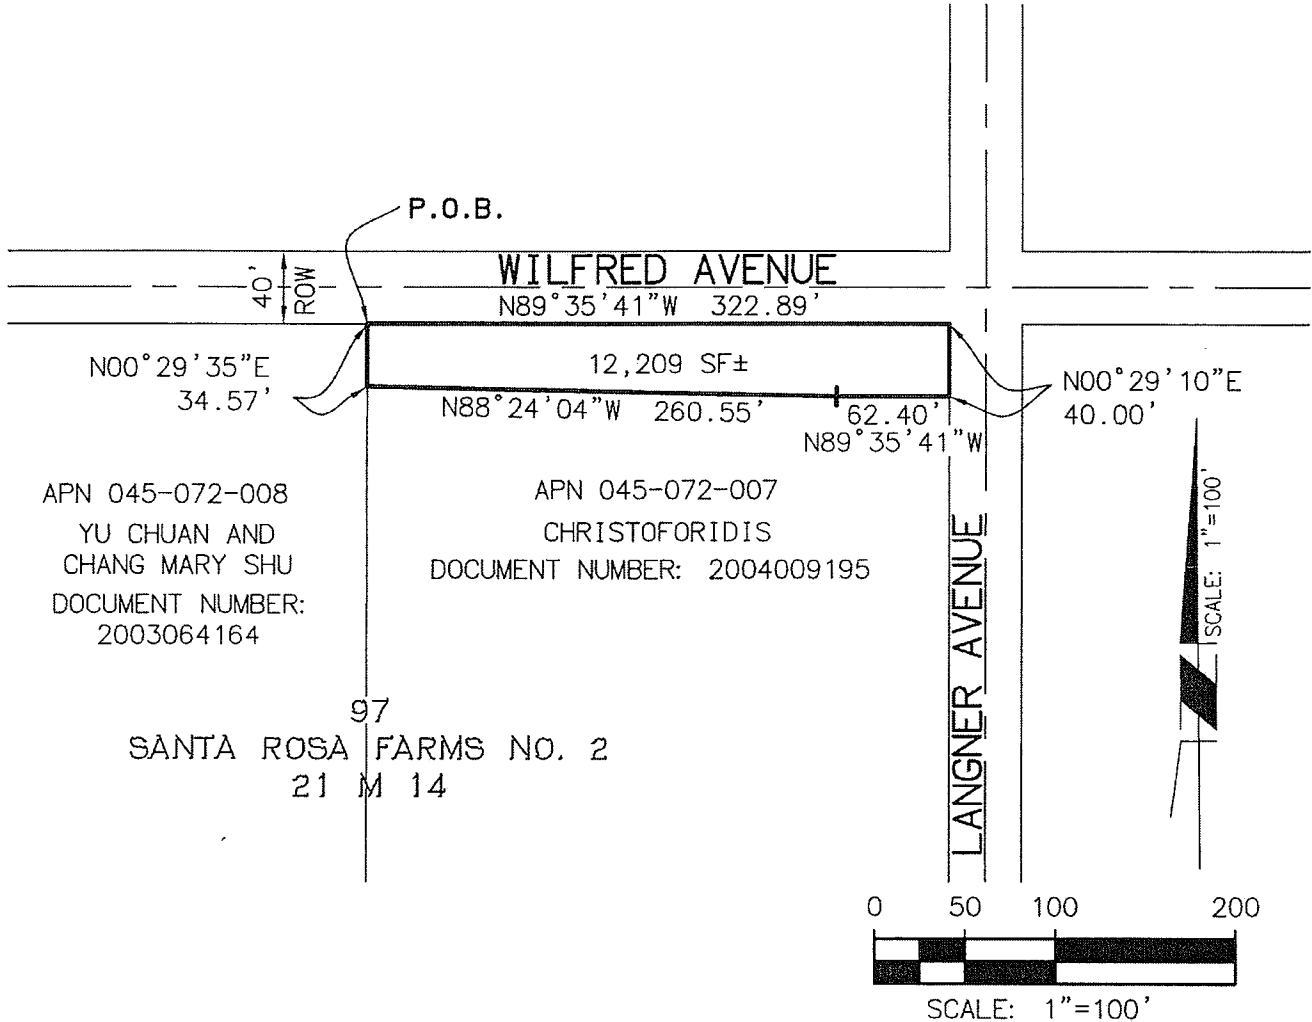 P.O.B.
WILFRED AVENUE
40'
ROW
N89°35'41"W 322.89'
N00°29'35"E
34.57'
12,209 SF±
N00°29'10"E
40.00'
N88°24'04"W 260.55'
62.40'
N89°35'41"W
APN 045-072-008
YU CHUAN AND
CHANG MARY SHU
DOCUMENT NUMBER:
2003064164
APN 045-072-007
CHRISTOFORIDIS
DOCUMENT NUMBER: 2004009195
LANGNER AVENUE
SCALE: 1"=100'
97
SANTA ROSA FARMS NO. 2
21 M 14
0 50 100 200
SCALE: 1"=100'